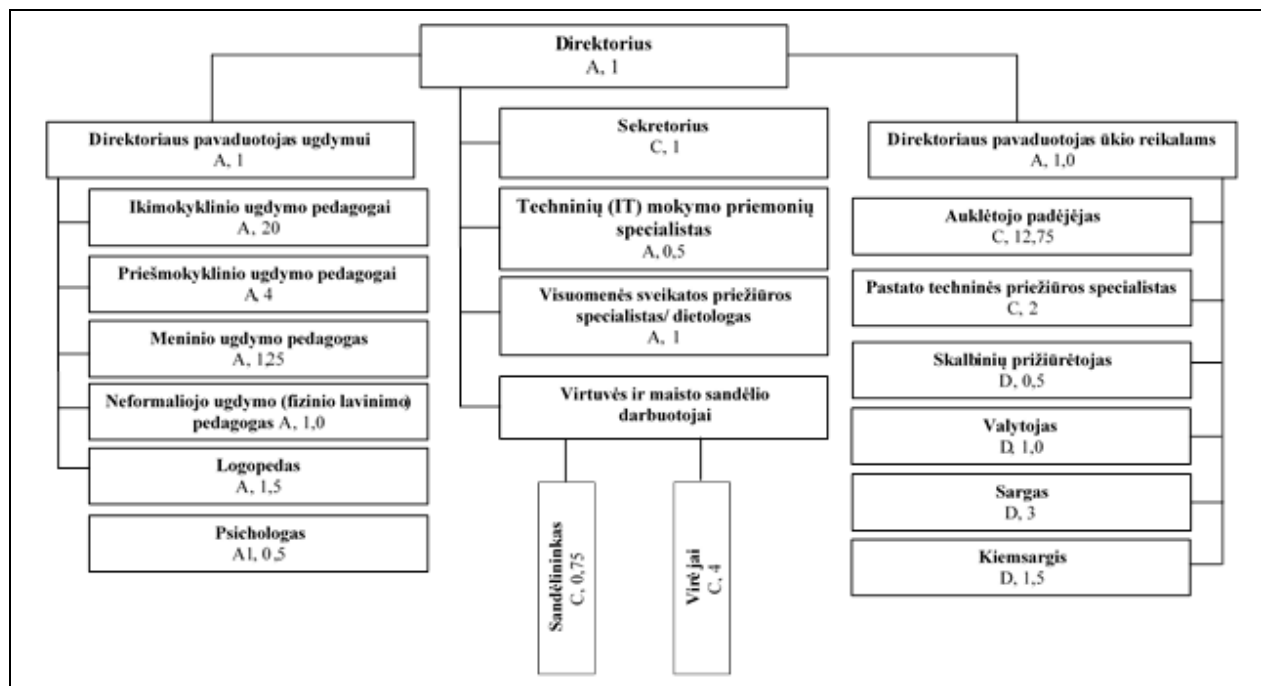 Direktorius
A, 1
Direktoriaus pavaduotojas ugdymui
A, 1
Ikimokyklinio ugdymo pedagogai
A, 20
Priešmokyklinio ugdymo pedagogai
A, 4
Meninio ugdymo pedagogas
A, 1,25
Neformaliojo ugdymo (fizinio lavinimo)
pedagogas A, 1,0
Logopedas
A, 1,5
Psichologas
A1, 0,5
Sekretorius
C, 1
Techninių (IT) mokymo priemonių
specialistas
A, 0,5
Visuomenės sveikatos priežiūros
specialistas/ dietologas
A, 1
Virtuvės ir maisto sandėlio
darbuotojai
Sandėlininkas
C, 0,75
Virėjai
C, 4
Direktoriaus pavaduotojas ūkio reikalams
A, 1,0
Auklėtojo padėjėjas
C, 12,75
Pastato techninės priežiūros specialistas
C, 2
Skalbinių prižiūrėtojas
D, 0,5
Valytojas
D, 1,0
Sargas
D, 3
Kiemsargis
D, 1,5